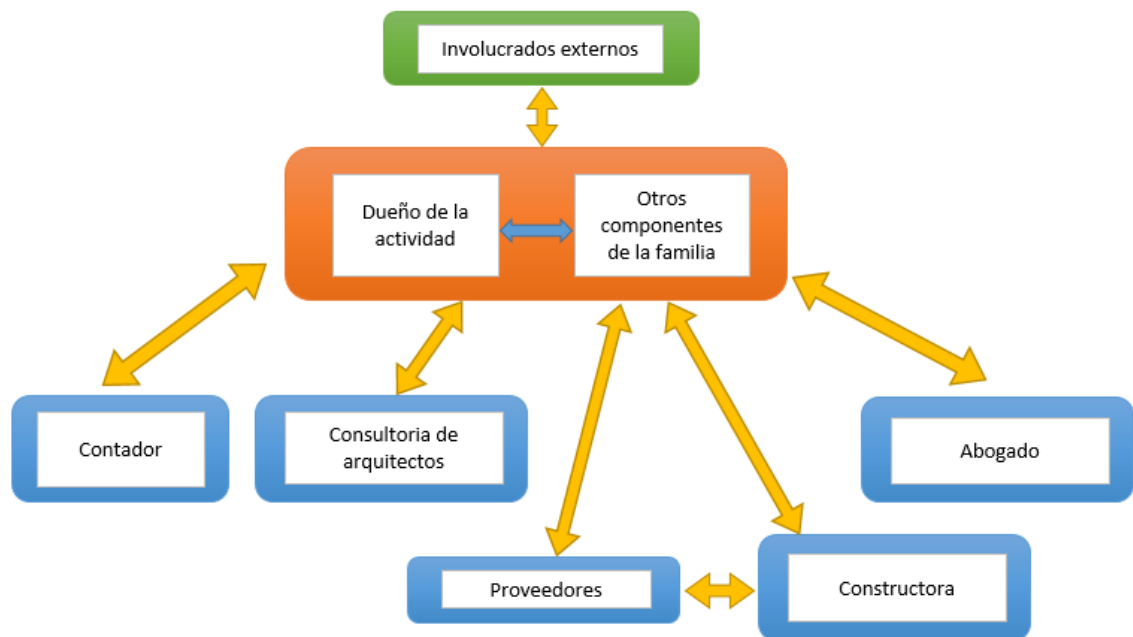 Involucrados externos
Dueño de la
actividad
Otros
componentes
de la familia
Contador
Consultoria de
arquitectos
Abogado
Proveedores
Constructora